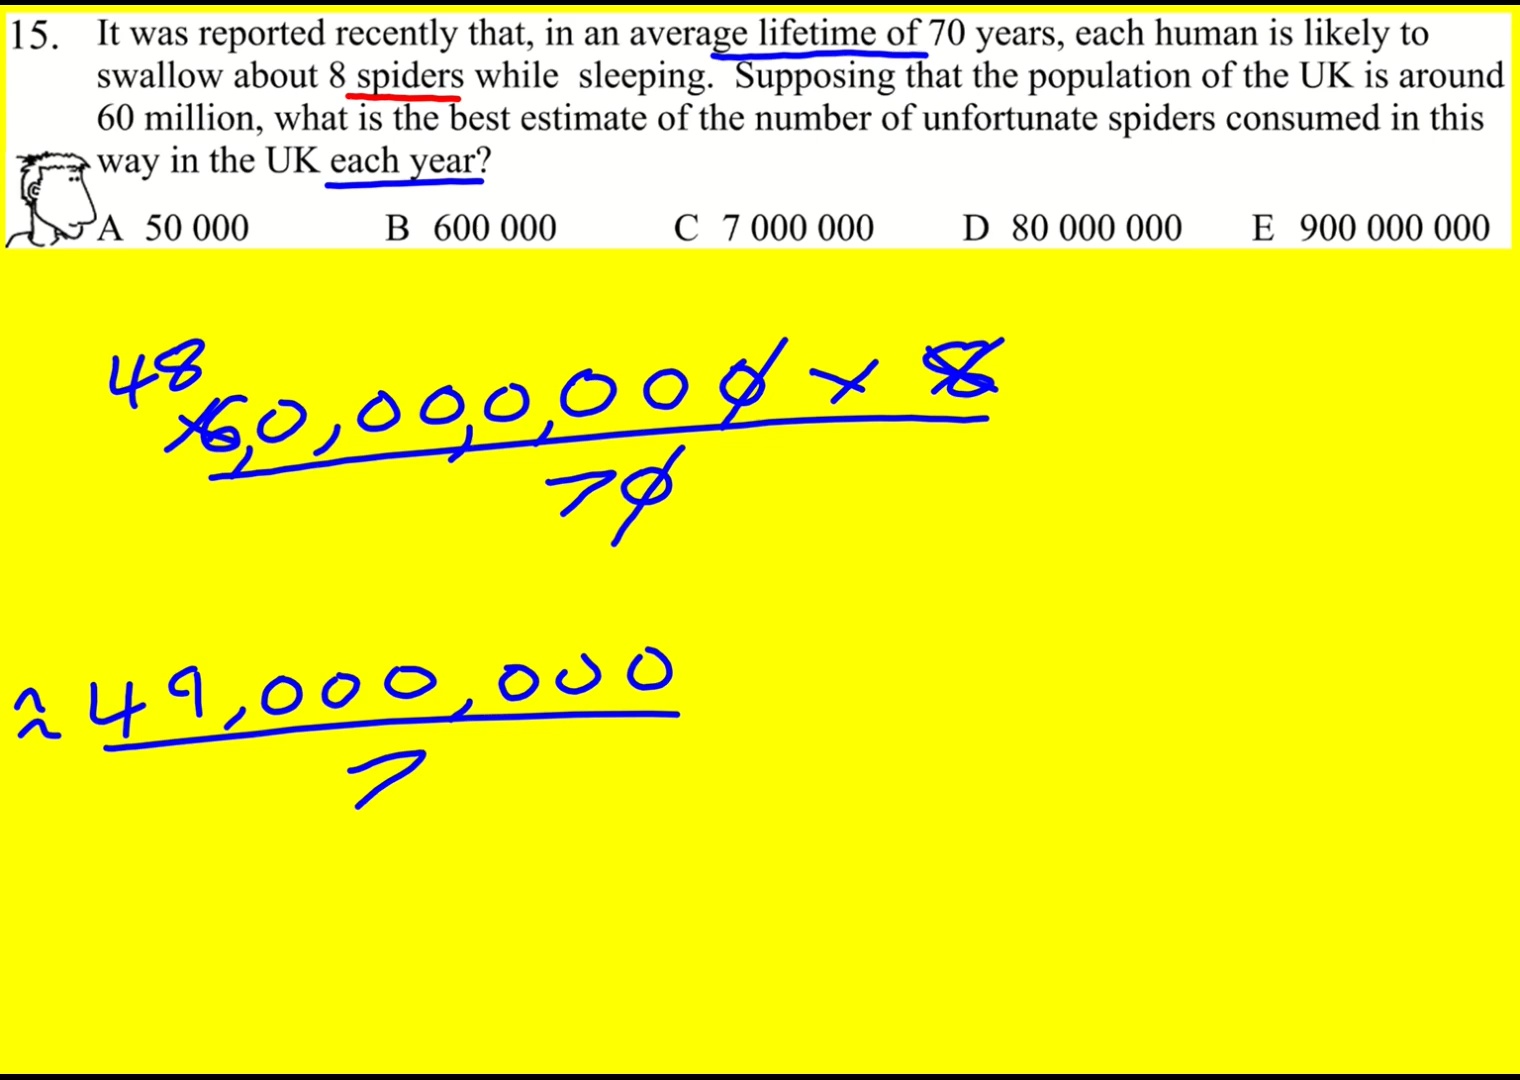 15. It was reported recently that, in an average lifetime of 70 years, each human is likely to
swallow about 8 spiders while sleeping. Supposing that the population of the UK is around
60 million, what is the best estimate of the number of unfortunate spiders consumed in this
way in the UK each year?
A 50 000 B 600 000 C 7 000 000 D 80 000 000 E 900 000 000
48
60,000,000 × 8
70
≈ 49,000,000
7